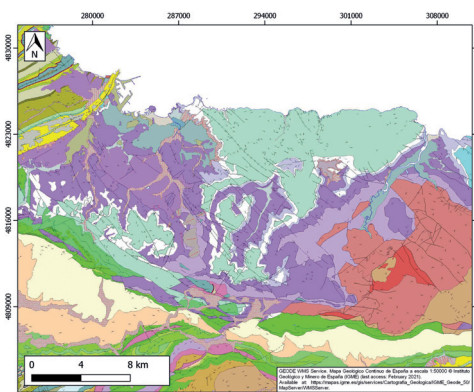 280000 287000 294000 301000 308000
4830000
N
4823000
4816000
4809000
0 4 8 km
GEODE WMS Service. Mapa Geológico Continuo de España a escala 1:50000 © Instituto
Geológico y Minero de España (IGME) (last access: February 2021).
Available at: https://mapas.igme.es/gis/services/Cartografia_Geologica/IGME_Geode_50/
MapServer/WMSServer.